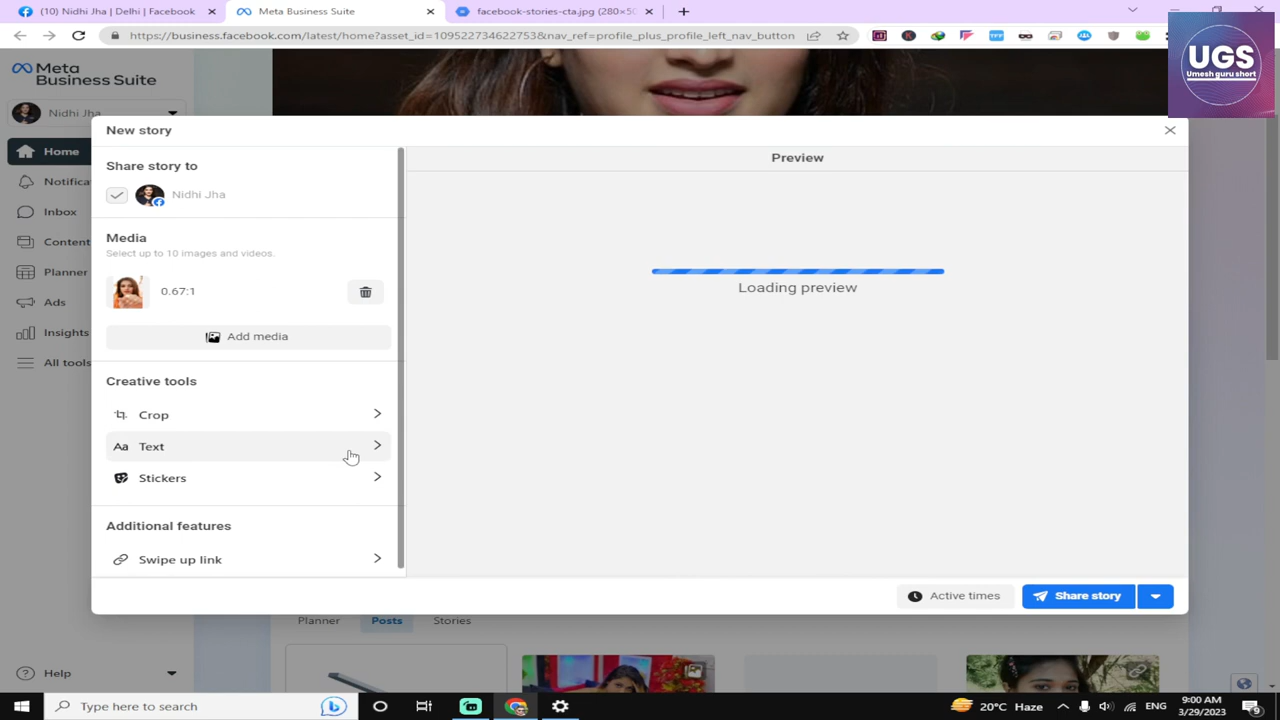 (10) Nidhi Jha | Delhi | Facebook
Meta Business Suite
facebook-stories-cta.jpg (280×50
https://business.facebook.com/latest/home?asset_id=109522734622753&nav_ref=profile_plus_profile_left_nav_button
UGS
Umesh guru short
Meta
Business Suite
Nidhi Jha
Home
Notifica
Inbox
Content
Planner
Ads
Insights
All tools
Help
New story
Share story to
Nidhi Jha
Media
Select up to 10 images and videos.
0.67:1
Add media
Creative tools
Crop
Aa Text
Stickers
Additional features
Swipe up link
Preview
Loading preview
Active times
Share story
Planner
Posts
Stories
Type here to search
20°C Haze
ENG
9:00 AM
3/29/2023
9